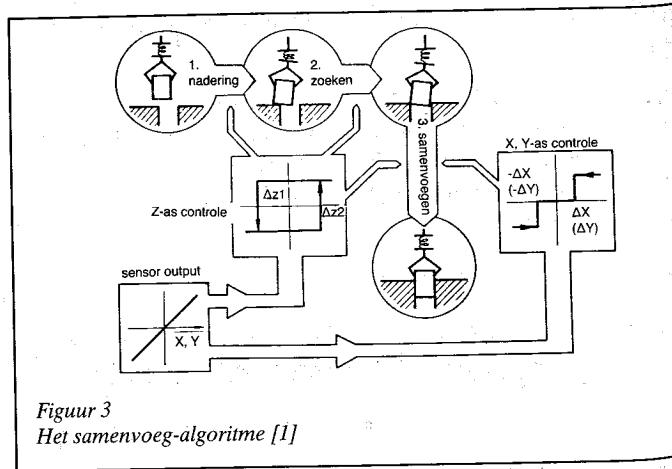 1.
nadering
2.
zoeken
3. samenvoegen
X, Y-as controle
-ΔX
(-ΔY)
ΔX
(ΔY)
Z-as controle
Δz1
Δz2
sensor output
X, Y
Figuur 3
Het samenvoeg-algoritme [1]